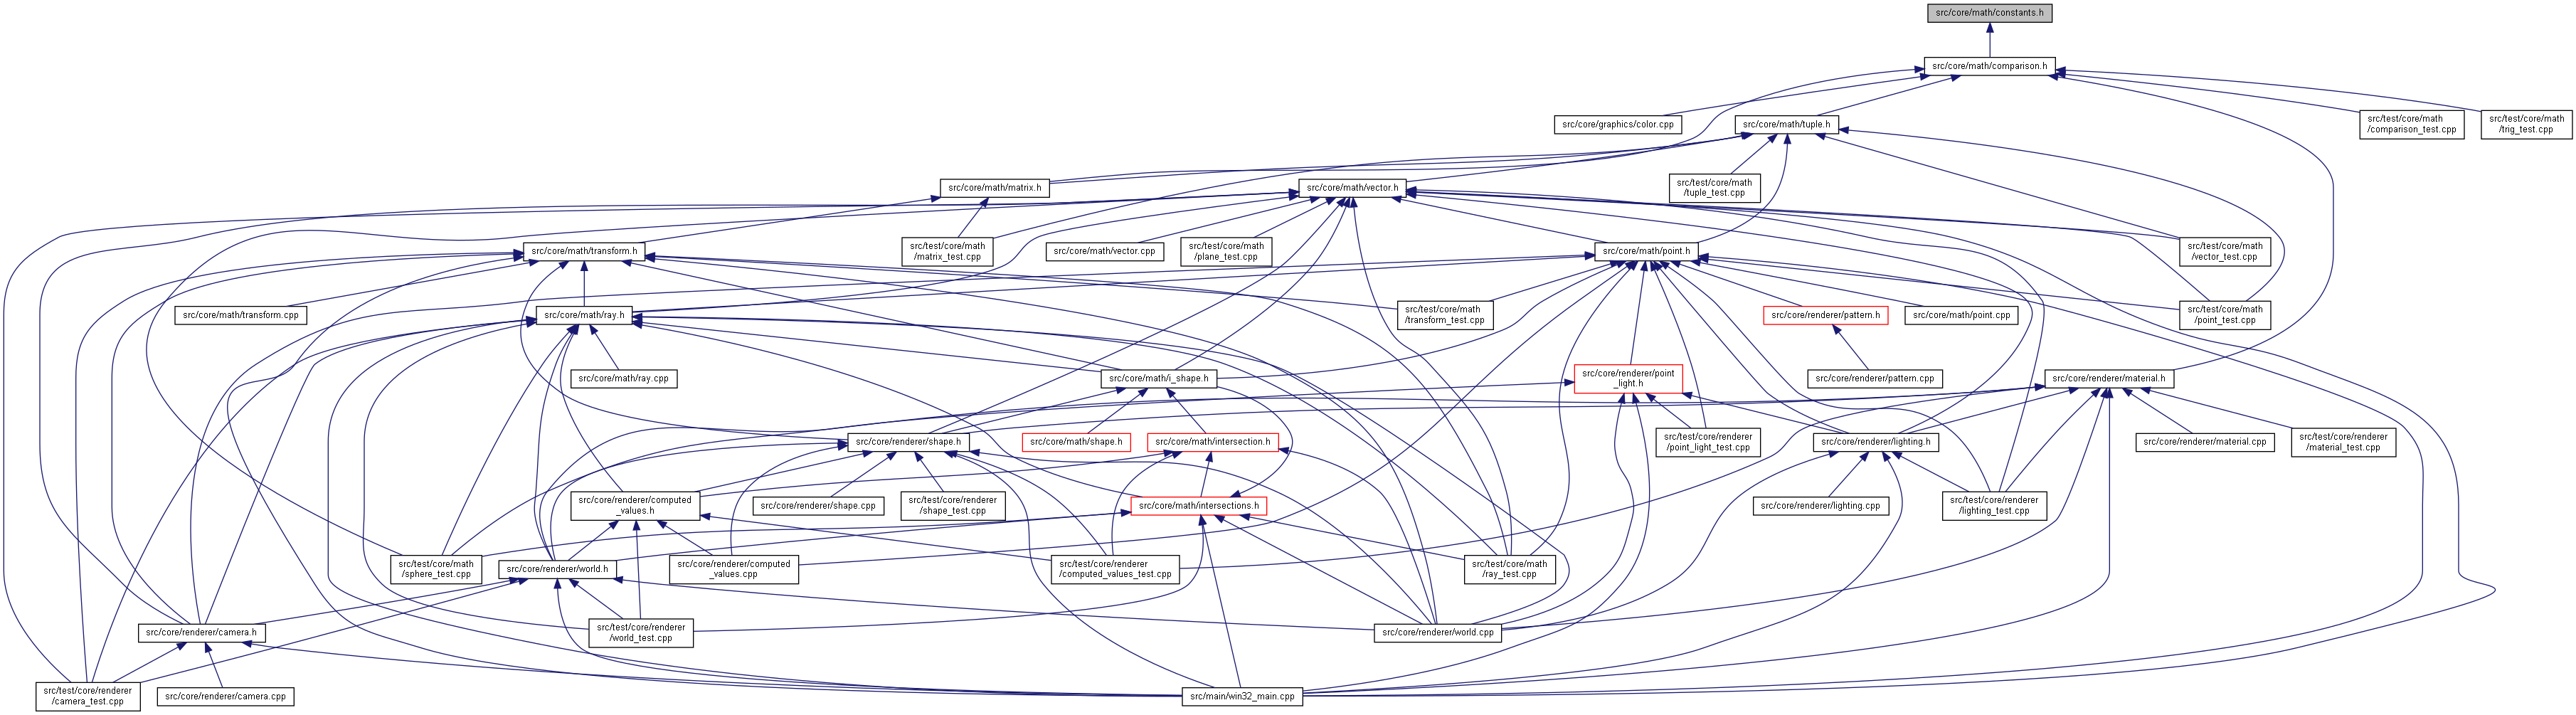 src/core/math/constants.h
src/core/math/comparison.h
src/core/graphics/color.cpp
src/core/math/tuple.h
src/test/core/math
/comparison_test.cpp
src/test/core/math
/trig_test.cpp
src/core/math/matrix.h
src/core/math/vector.h
src/test/core/math
/tuple_test.cpp
src/core/math/transform.h
src/test/core/math
/matrix_test.cpp
src/core/math/vector.cpp
src/test/core/math
/plane_test.cpp
src/core/math/point.h
src/test/core/math
/vector_test.cpp
src/core/math/transform.cpp
src/core/math/ray.h
src/test/core/math
/transform_test.cpp
src/core/renderer/pattern.h
src/core/math/point.cpp
src/test/core/math
/point_test.cpp
src/core/math/ray.cpp
src/core/math/i_shape.h
src/core/renderer/point
_light.h
src/core/renderer/pattern.cpp
src/core/renderer/material.h
src/core/renderer/shape.h
src/core/math/shape.h
src/core/math/intersection.h
src/test/core/renderer
/point_light_test.cpp
src/core/renderer/lighting.h
src/core/renderer/material.cpp
src/test/core/renderer
/material_test.cpp
src/core/renderer/computed
_values.h
src/core/renderer/shape.cpp
src/test/core/renderer
/shape_test.cpp
src/core/math/intersections.h
src/core/renderer/lighting.cpp
src/test/core/renderer
/lighting_test.cpp
src/test/core/math
/sphere_test.cpp
src/core/renderer/world.h
src/core/renderer/computed
_values.cpp
src/test/core/renderer
/computed_values_test.cpp
src/test/core/math
/ray_test.cpp
src/core/renderer/camera.h
src/test/core/renderer
/world_test.cpp
src/core/renderer/world.cpp
src/test/core/renderer
/camera_test.cpp
src/core/renderer/camera.cpp
src/main/win32_main.cpp